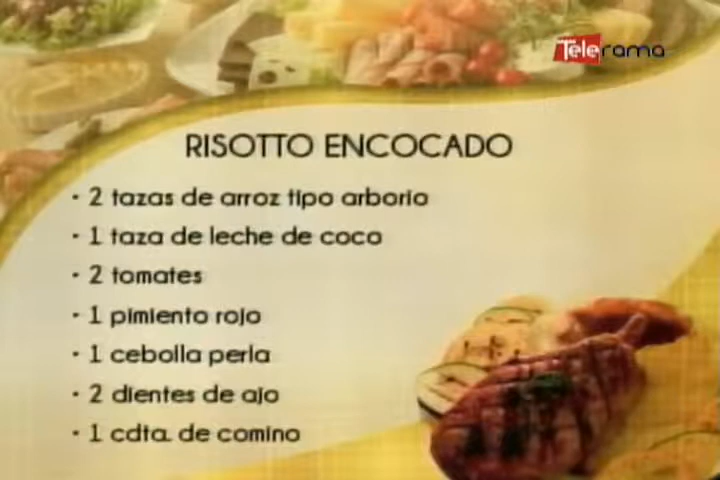 Telerama
RISOTTO ENCOCADO
· 2 tazas de arroz tipo arborio
· 1 taza de leche de coco
· 2 tomates
· 1 pimiento rojo
· 1 cebolla perla
· 2 dientes de ajo
· 1 cdta. de comino